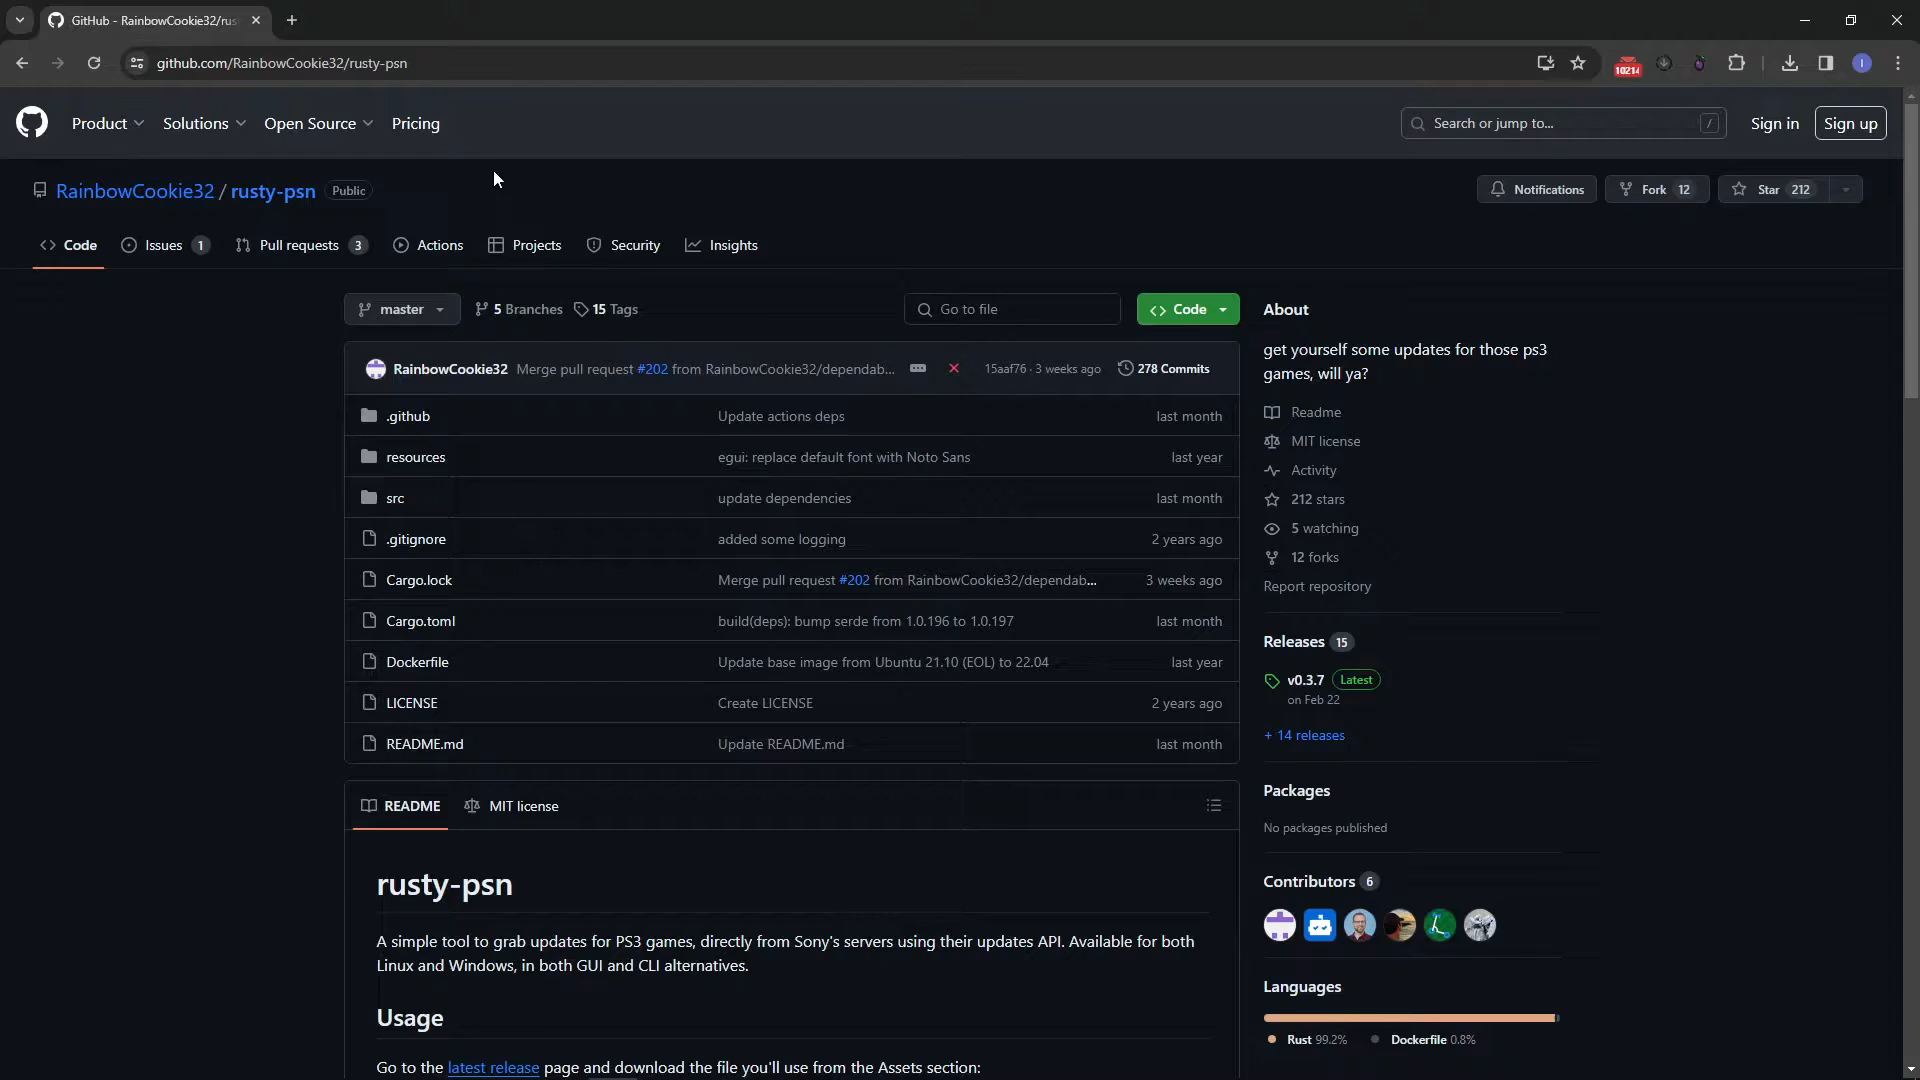 GitHub - RainbowCookie32/rus
github.com/RainbowCookie32/rusty-psn
10214
I
Product
Solutions
Open Source
Pricing
Search or jump to...
/
Sign in
Sign up
RainbowCookie32 / rusty-psn Public
Notifications
Fork 12
Star 212
Code
Issues 1
Pull requests 3
Actions
Projects
Security
Insights
master
5 Branches
15 Tags
Go to file
Code
RainbowCookie32 Merge pull request #202 from RainbowCookie32/dependab... 15aaf76 · 3 weeks ago 278 Commits
.github Update actions deps last month
resources egui: replace default font with Noto Sans last year
src update dependencies last month
.gitignore added some logging 2 years ago
Cargo.lock Merge pull request #202 from RainbowCookie32/dependab... 3 weeks ago
Cargo.toml build(deps): bump serde from 1.0.196 to 1.0.197 last month
Dockerfile Update base image from Ubuntu 21.10 (EOL) to 22.04 last year
LICENSE Create LICENSE 2 years ago
README.md Update README.md last month
README
MIT license
rusty-psn
A simple tool to grab updates for PS3 games, directly from Sony's servers using their updates API. Available for both
Linux and Windows, in both GUI and CLI alternatives.
Usage
Go to the latest release page and download the file you'll use from the Assets section:
About
get yourself some updates for those ps3
games, will ya?
Readme
MIT license
Activity
212 stars
5 watching
12 forks
Report repository
Releases 15
v0.3.7 Latest
on Feb 22
+ 14 releases
Packages
No packages published
Contributors 6
Languages
Rust 99.2% Dockerfile 0.8%